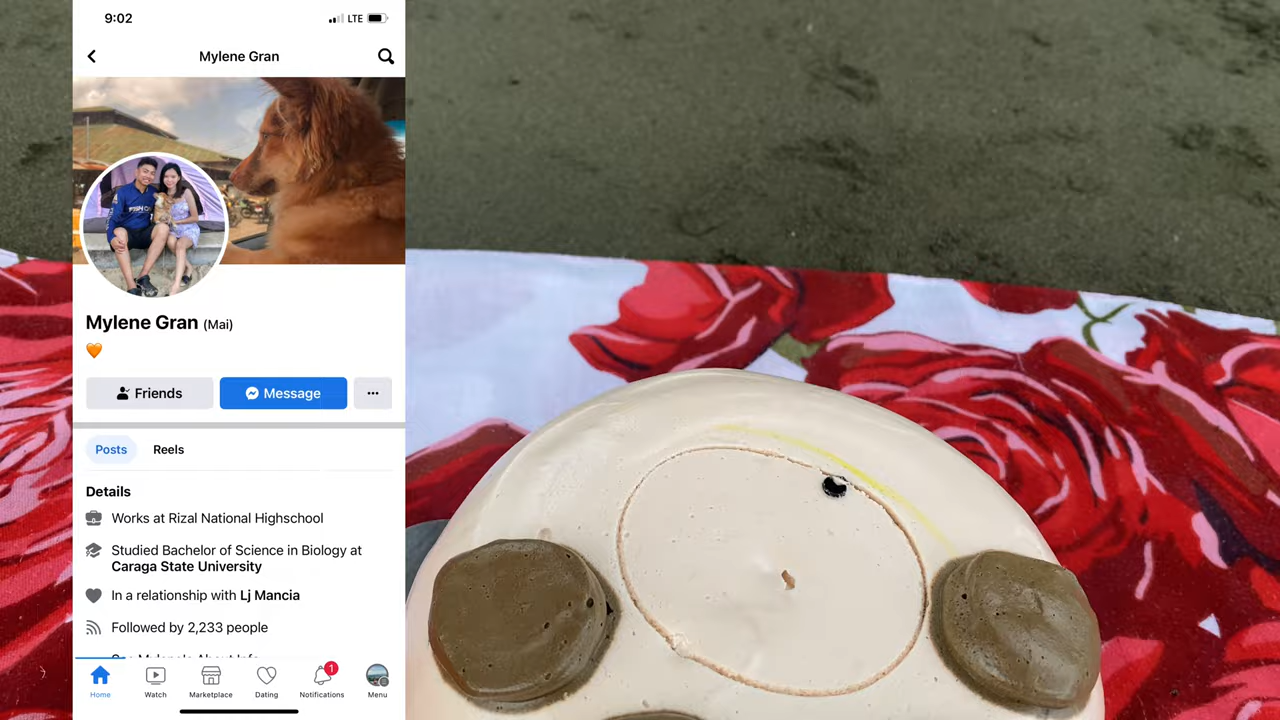 9:02
LTE
Mylene Gran
Mylene Gran (Mai)
Friends
Message
Posts
Reels
Details
Works at Rizal National Highschool
Studied Bachelor of Science in Biology at
Caraga State University
In a relationship with Lj Mancia
Followed by 2,233 people
1
Home
Watch
Marketplace
Dating
Notifications
Menu